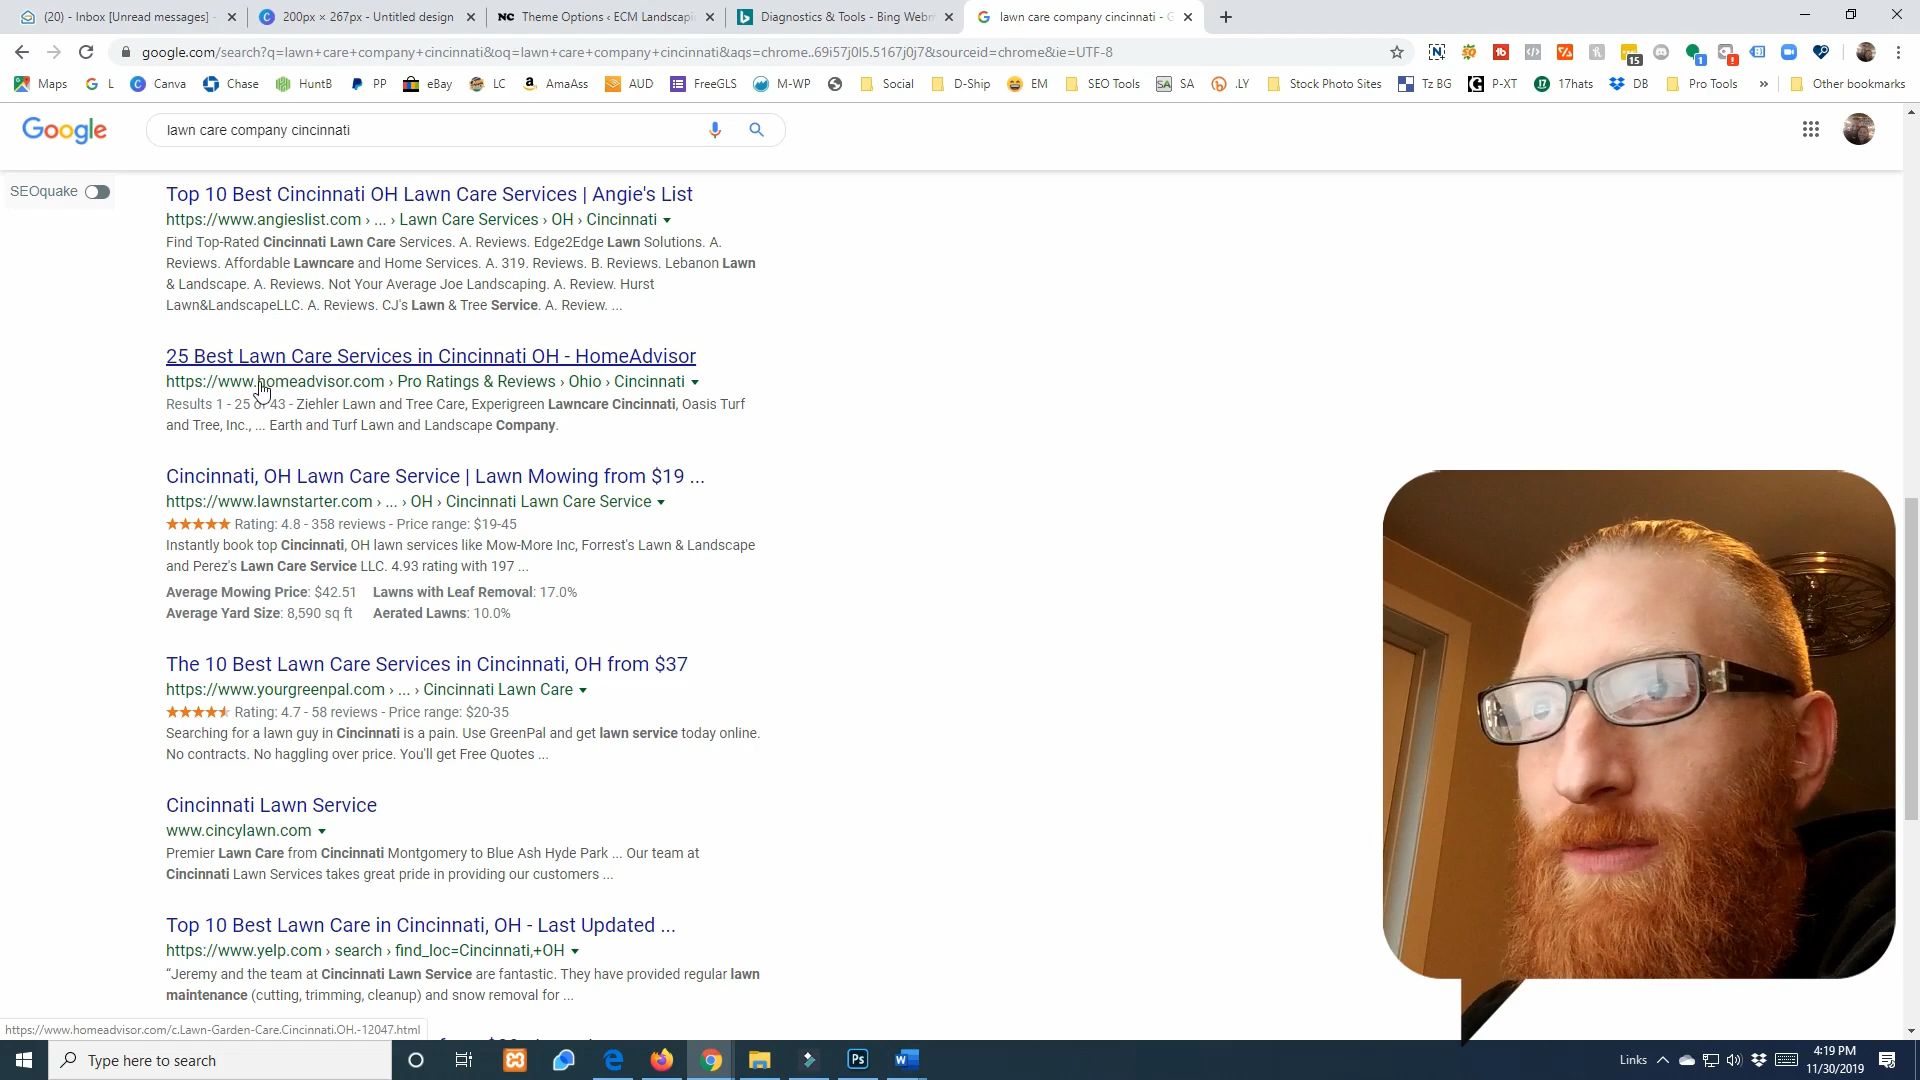 (20) - Inbox [Unread messages] -
200px × 267px - Untitled design
NC Theme Options ‹ ECM Landscapi
Diagnostics & Tools - Bing Webm
lawn care company cincinnati - G
google.com/search?q=lawn+care+company+cincinnati&oq=lawn+care+company+cincinnati&aqs=chrome..69i57j0l5.5167j0j7&sourceid=chrome&ie=UTF-8
15 1
Maps G L Canva Chase HuntB PP eBay LC AmaAss AUD FreeGLS M-WP Social D-Ship EM SEO Tools SA SA .LY Stock Photo Sites Tz BG P-XT 17hats DB Pro Tools » Other bookmarks
Google
lawn care company cincinnati
SEOquake
Top 10 Best Cincinnati OH Lawn Care Services | Angie's List
https://www.angieslist.com › ... › Lawn Care Services › OH › Cincinnati
Find Top-Rated Cincinnati Lawn Care Services. A. Reviews. Edge2Edge Lawn Solutions. A.
Reviews. Affordable Lawncare and Home Services. A. 319. Reviews. B. Reviews. Lebanon Lawn
& Landscape. A. Reviews. Not Your Average Joe Landscaping. A. Review. Hurst
Lawn&LandscapeLLC. A. Reviews. CJ's Lawn & Tree Service. A. Review. ...
25 Best Lawn Care Services in Cincinnati OH - HomeAdvisor
https://www.homeadvisor.com › Pro Ratings & Reviews › Ohio › Cincinnati
Results 1 - 25 of 43 - Ziehler Lawn and Tree Care, Experigreen Lawncare Cincinnati, Oasis Turf
and Tree, Inc., ... Earth and Turf Lawn and Landscape Company.
Cincinnati, OH Lawn Care Service | Lawn Mowing from $19 ...
https://www.lawnstarter.com › ... › OH › Cincinnati Lawn Care Service
Rating: 4.8 - 358 reviews - Price range: $19-45
Instantly book top Cincinnati, OH lawn services like Mow-More Inc, Forrest's Lawn & Landscape
and Perez's Lawn Care Service LLC. 4.93 rating with 197 ...
Average Mowing Price: $42.51 Lawns with Leaf Removal: 17.0%
Average Yard Size: 8,590 sq ft Aerated Lawns: 10.0%
The 10 Best Lawn Care Services in Cincinnati, OH from $37
https://www.yourgreenpal.com › ... › Cincinnati Lawn Care
Rating: 4.7 - 58 reviews - Price range: $20-35
Searching for a lawn guy in Cincinnati is a pain. Use GreenPal and get lawn service today online.
No contracts. No haggling over price. You'll get Free Quotes ...
Cincinnati Lawn Service
www.cincylawn.com
Premier Lawn Care from Cincinnati Montgomery to Blue Ash Hyde Park ... Our team at
Cincinnati Lawn Services takes great pride in providing our customers ...
Top 10 Best Lawn Care in Cincinnati, OH - Last Updated ...
https://www.yelp.com › search › find_loc=Cincinnati,+OH
“Jeremy and the team at Cincinnati Lawn Service are fantastic. They have provided regular lawn
maintenance (cutting, trimming, cleanup) and snow removal for ...
https://www.homeadvisor.com/c.Lawn-Garden-Care.Cincinnati.OH.-12047.html
Type here to search
Ps
Links
4:19 PM
11/30/2019